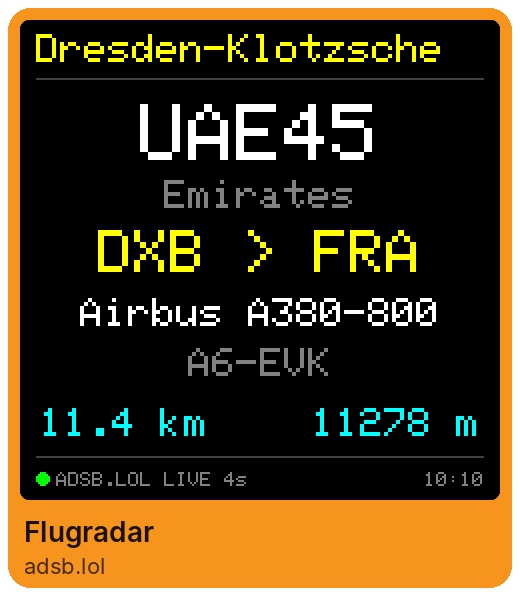 Dresden-Klotzsche
UAE45
Emirates
DXB > FRA
Airbus A380-800
A6-EVK
11.4 km 11278 m
ADSB.LOL LIVE 4s 10:10
Flugradar
adsb.lol